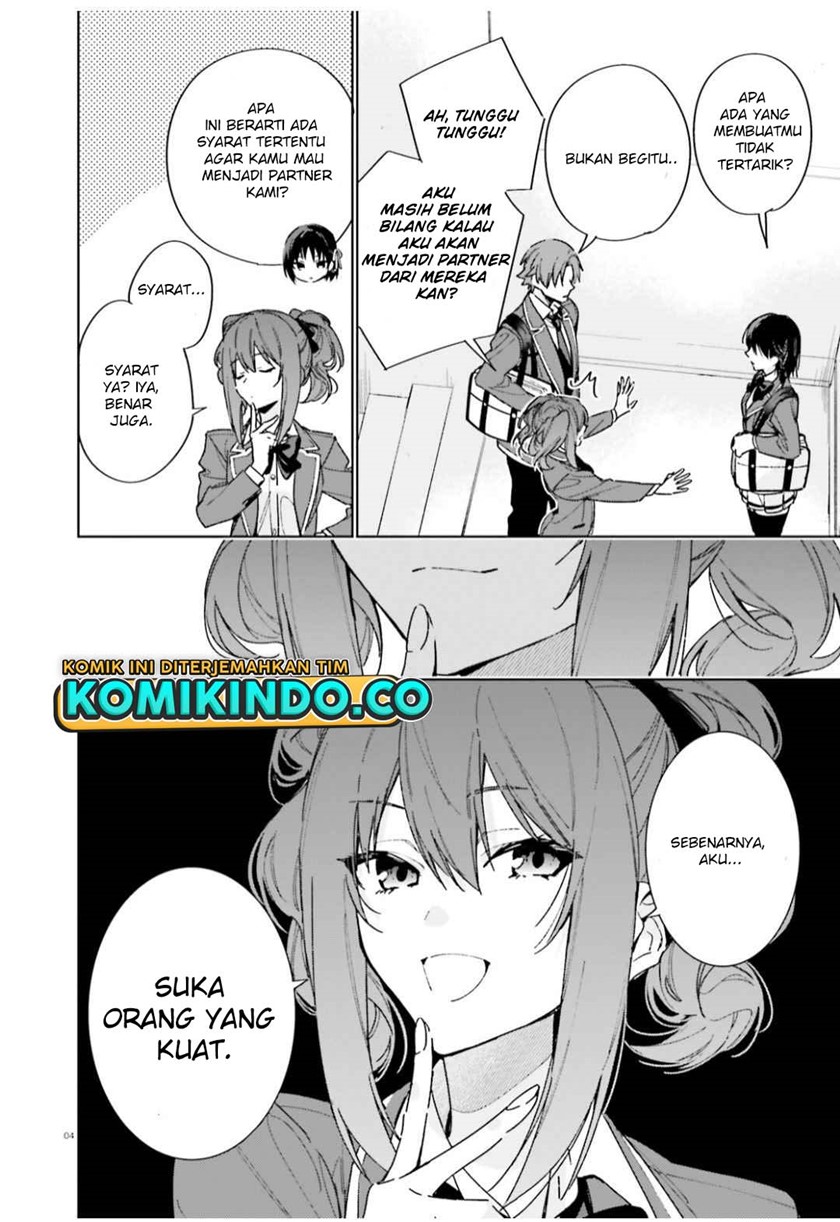 APA
ADA YANG
MEMBUATMU
TIDAK
TERTARIK?
BUKAN BEGITU..
AH, TUNGGU
TUNGGU!
AKU
MASIH BELUM
BILANG KALAU
AKU AKAN
MENJADI PARTNER
DARI MEREKA
KAN?
APA
INI BERARTI ADA
SYARAT TERTENTU
AGAR KAMU MAU
MENJADI PARTNER
KAMI?
SYARAT...
SYARAT
YA? IYA,
BENAR
JUGA.
KOMIK INI DITERJEMAHKAN TIM
KOMIKINDO.CO
SEBENARNYA,
AKU...
SUKA
ORANG YANG
KUAT.
04